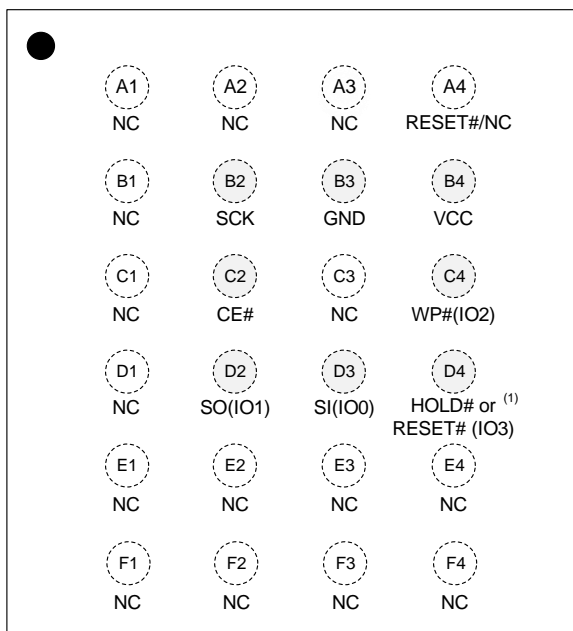 A1 A2 A3 A4
NC NC NC RESET#/NC
B1 B2 B3 B4
NC SCK GND VCC
C1 C2 C3 C4
NC CE# NC WP#(IO2)
D1 D2 D3 D4
NC SO(IO1) SI(IO0) HOLD# or (1)
RESET# (IO3)
E1 E2 E3 E4
NC NC NC NC
F1 F2 F3 F4
NC NC NC NC